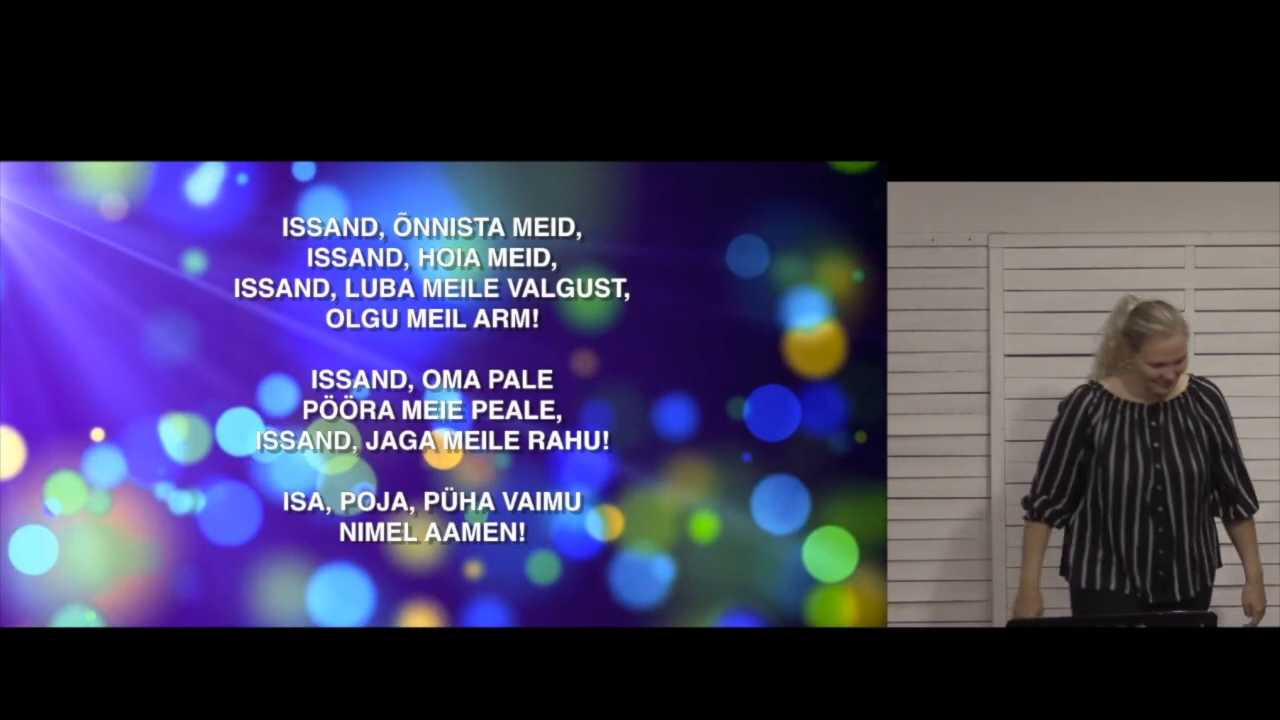 ISSAND, ÕNNISTA MEID,
ISSAND, HOIA MEID,
ISSAND, LUBA MEILE VALGUST,
OLGU MEIL ARM!
ISSAND, OMA PALE
PÖÖRA MEIE PEALE,
ISSAND, JAGA MEILE RAHU!
ISA, POJA, PÜHA VAIMU
NIMEL AAMEN!